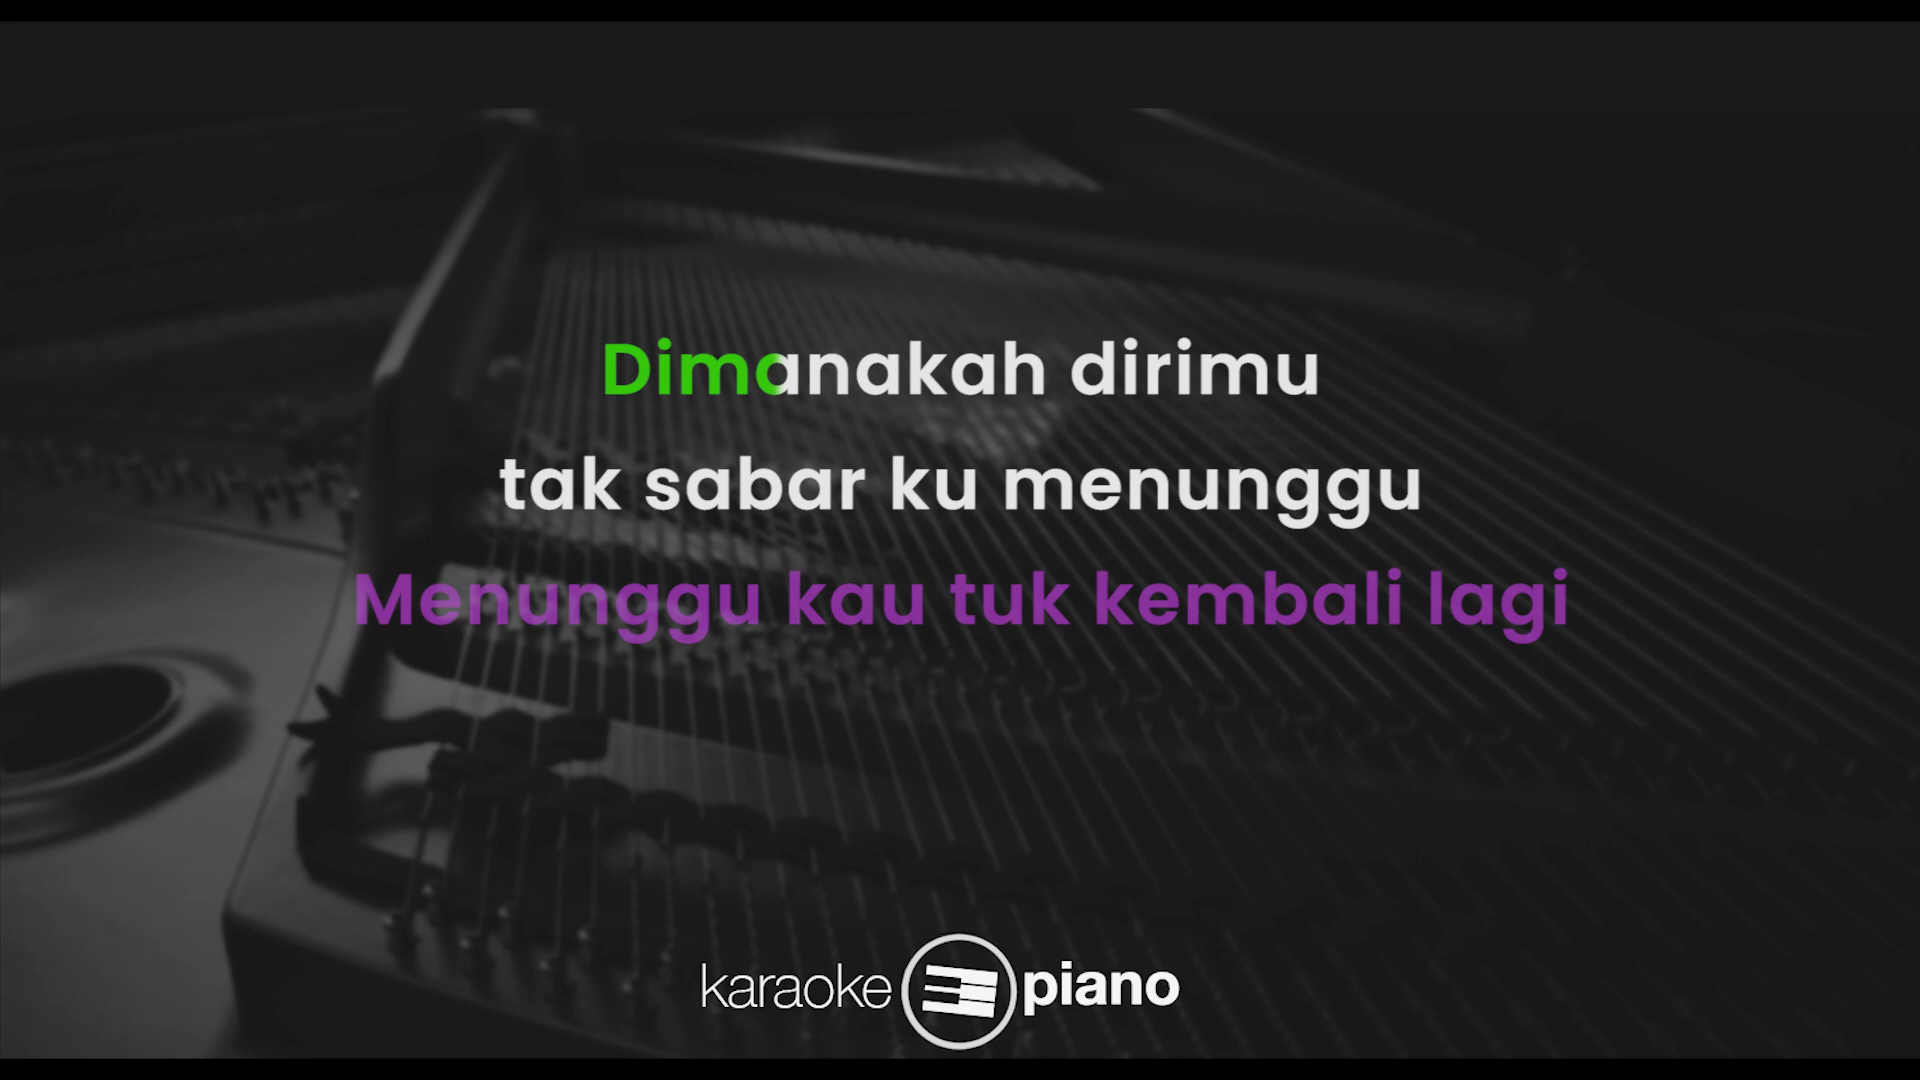 Dimanakah dirimu
tak sabar ku menunggu
Menunggu kau tuk kembali lagi
karaoke piano